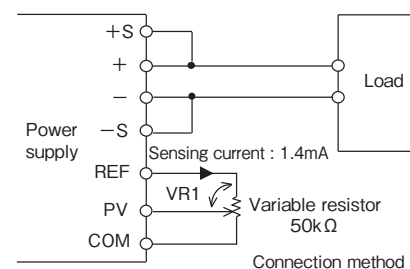 +S
+
Load
−
Power
supply
−S
Sensing current : 1.4mA
REF
VR1
PV
Variable resistor
50kΩ
COM
Connection method